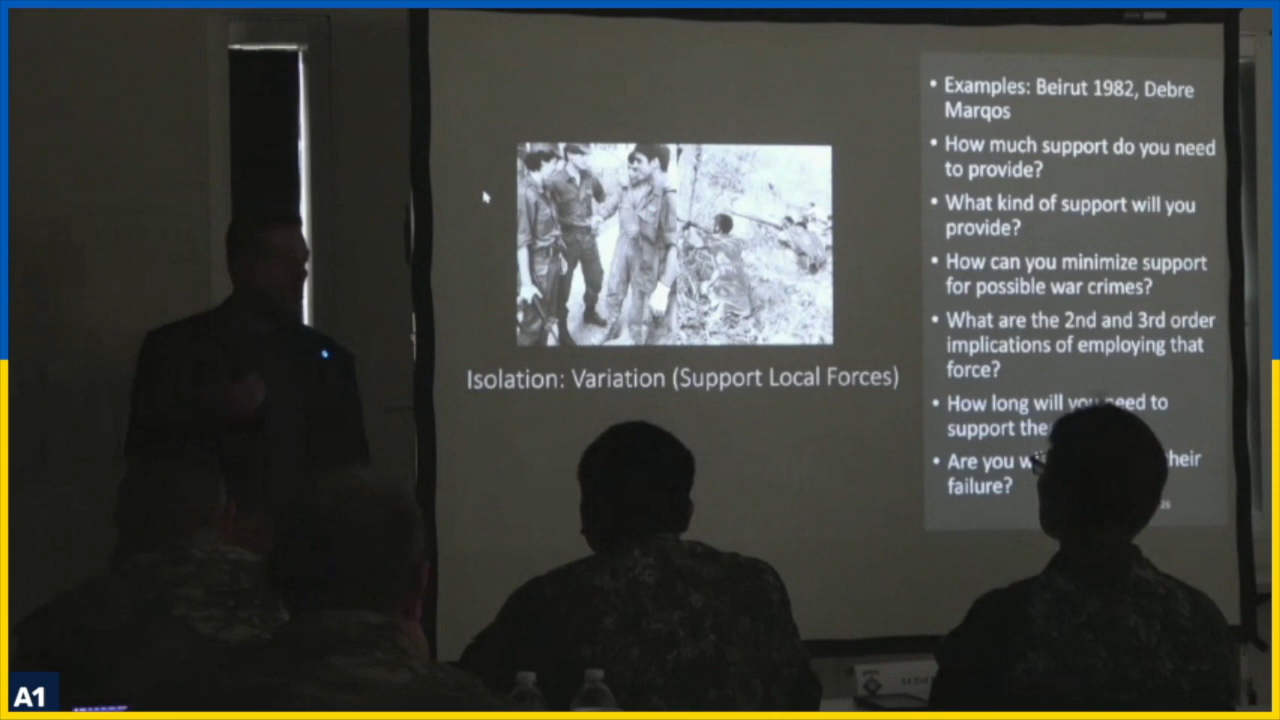 • Examples: Beirut 1982, Debre
Marqos
• How much support do you need
to provide?
• What kind of support will you
provide?
• How can you minimize support
for possible war crimes?
• What are the 2nd and 3rd order
implications of employing that
force?
• How long will you need to
support the
• Are you
failure?
26
Isolation: Variation (Support Local Forces)
Lt Col
A1